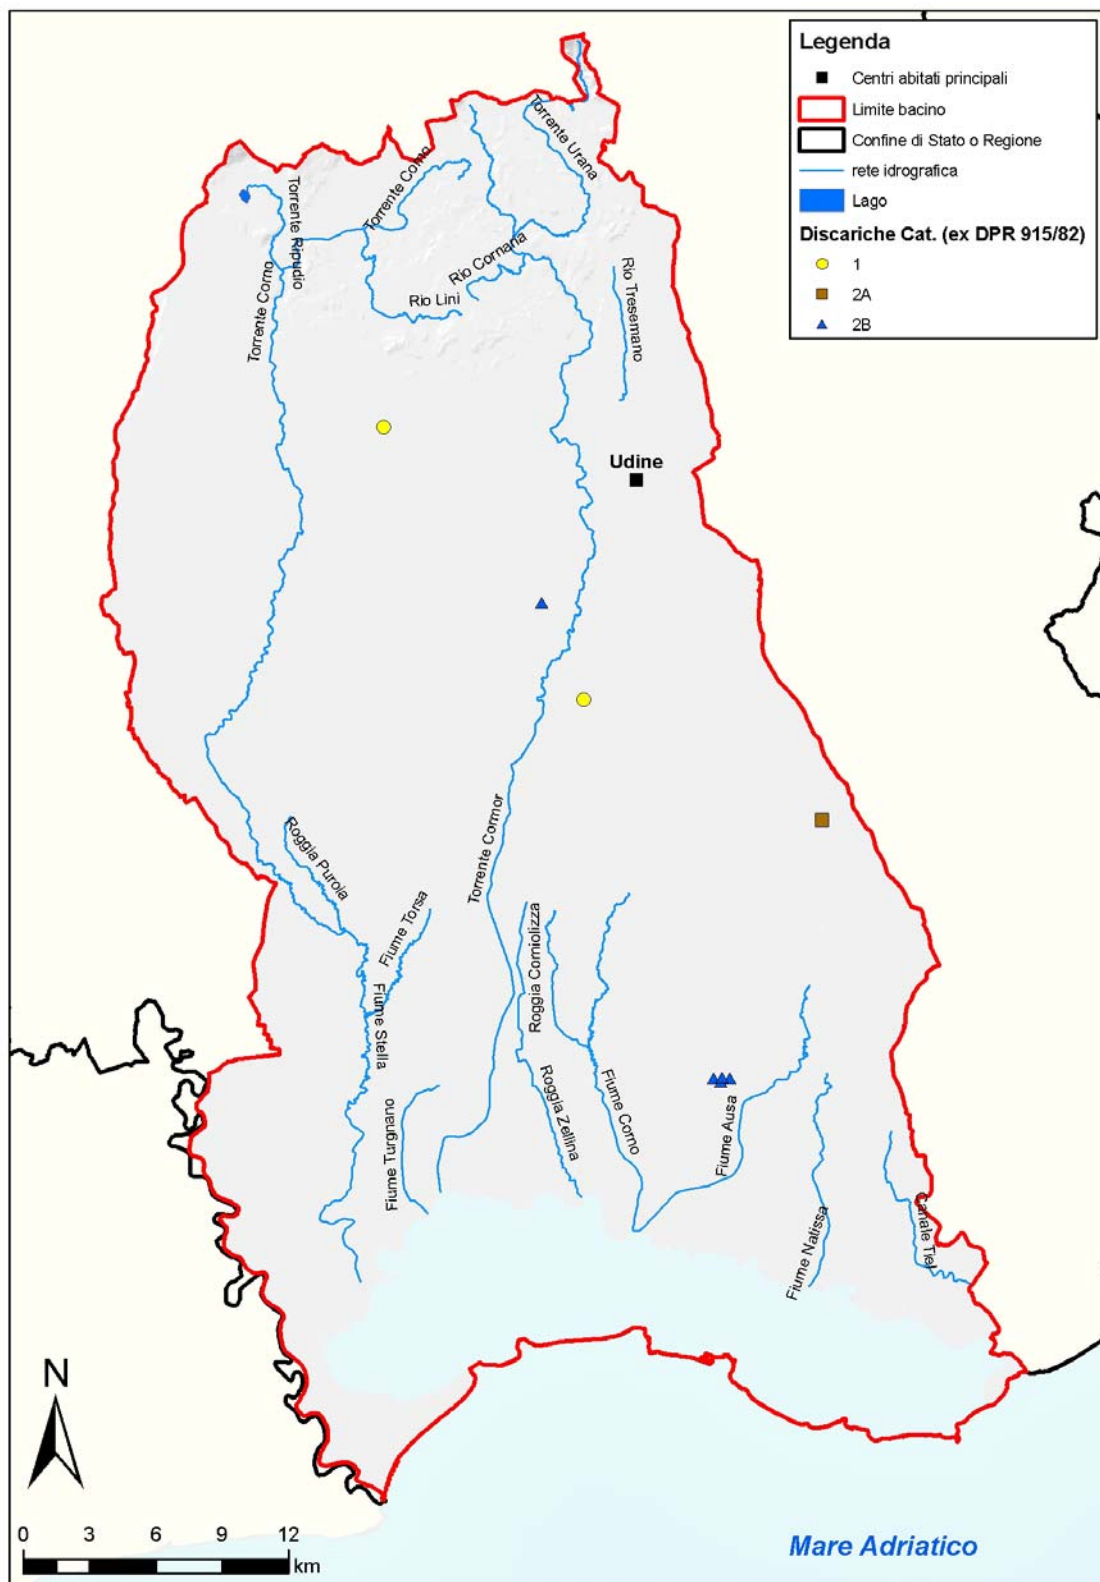 Legenda
Centri abitati principali
Limite bacino
Confine di Stato o Regione
rete idrografica
Lago
Discariche Cat. (ex DPR 915/82)
1
2A
2B
Torrente Urana
Torrente Corno
Torrente Ripudio
Rio Cornana
Rio Lini
Torrente Corno
Rio Tresemano
Udine
Torrente Cormor
Roggia Puroia
Fiume Torsa
Fiume Stella
Roggia Corniolizza
Roggia Zellina
Fiume Turgnano
Fiume Corno
Fiume Ausa
Fiume Natissa
Canale Tiel
N
0 3 6 9 12
km
Mare Adriatico